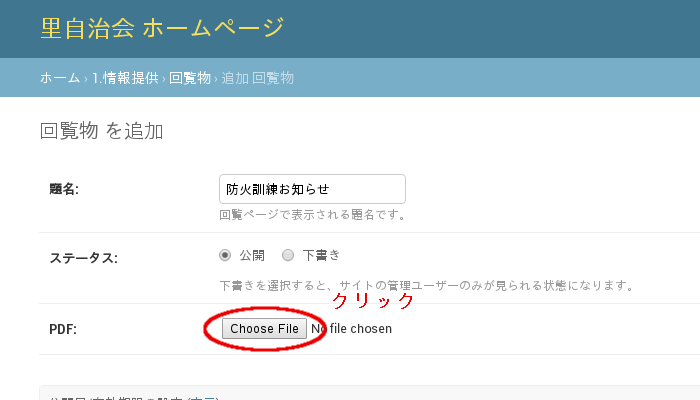 里自治会 ホームページ
ホーム › 1.情報提供 › 回覧物 › 追加 回覧物
回覧物 を追加
題名: 防火訓練お知らせ
回覧ページで表示される題名です。
ステータス: 公開 下書き
下書きを選択すると、サイトの管理ユーザーのみが見られる状態になります。
クリック
PDF: Choose File No file chosen